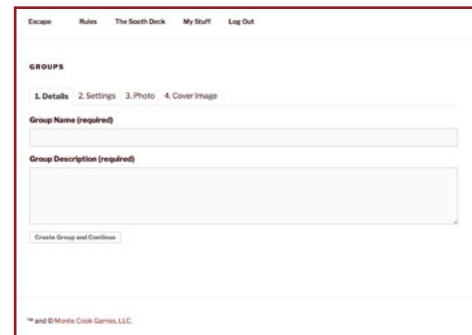 Escape Rules The Sooth Deck My Stuff Log Out
GROUPS
1. Details 2. Settings 3. Photo 4. Cover Image
Group Name (required)
Group Description (required)
Create Group and Continue
™ and © Monte Cook Games, LLC.